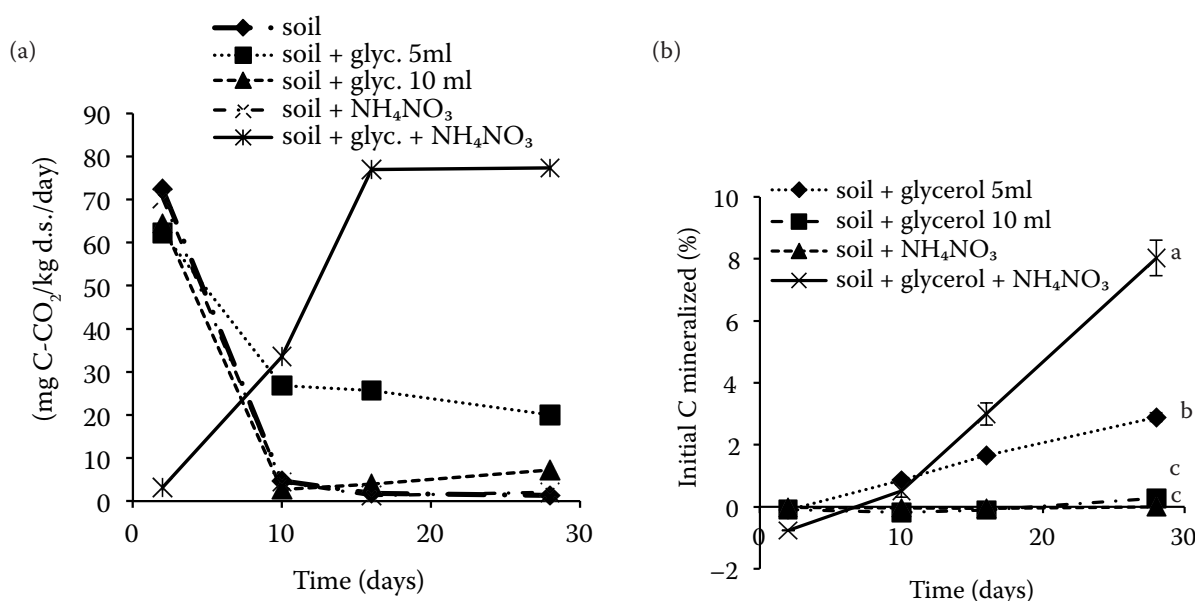 (a)
soil
soil + glyc. 5ml
soil + glyc. 10 ml
soil + NH₄NO₃
soil + glyc. + NH₄NO₃
90
80
70
60
50
40
30
20
10
0
(mg C-CO₂/kg d.s./day)
0 10 20 30
Time (days)
(b)
soil + glycerol 5ml
soil + glycerol 10 ml
soil + NH₄NO₃
soil + glycerol + NH₄NO₃
10
8
6
4
2
0
−2
Initial C mineralized (%)
a
b
c
c
0 10 20 30
Time (days)